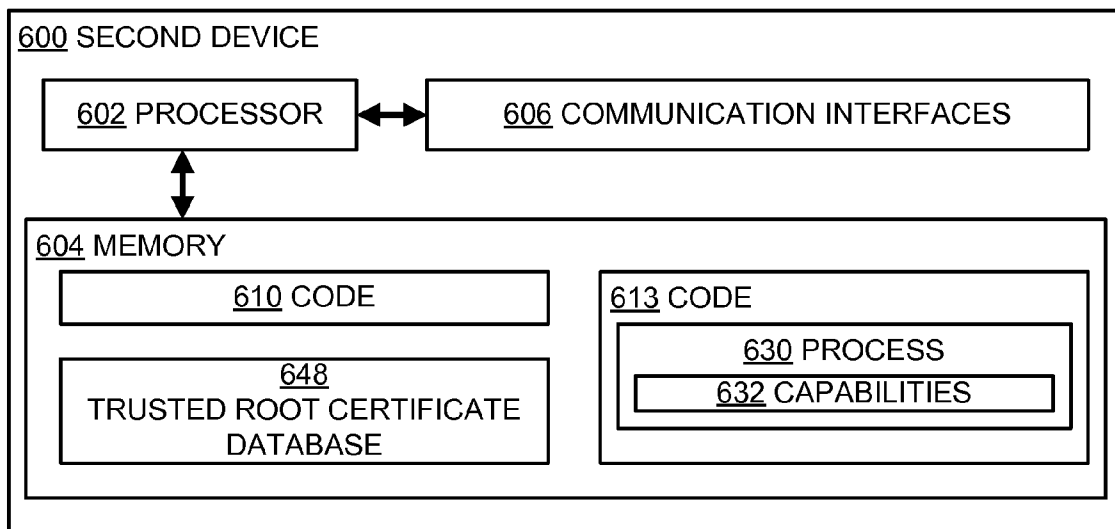 600 SECOND DEVICE
602 PROCESSOR
606 COMMUNICATION INTERFACES
604 MEMORY
610 CODE
648
TRUSTED ROOT CERTIFICATE
DATABASE
613 CODE
630 PROCESS
632 CAPABILITIES